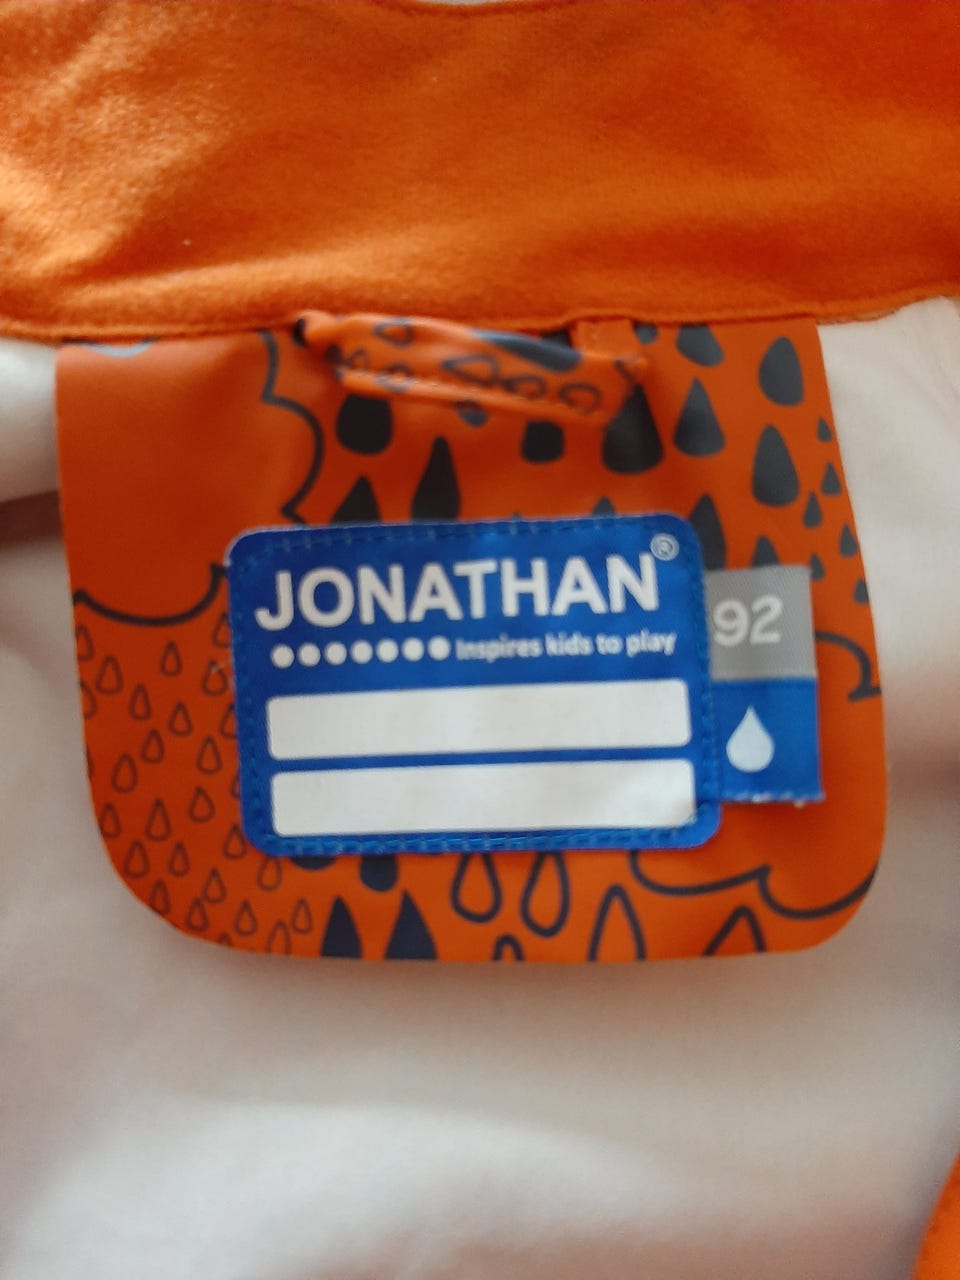 JONATHAN®
Inspires kids to play
92